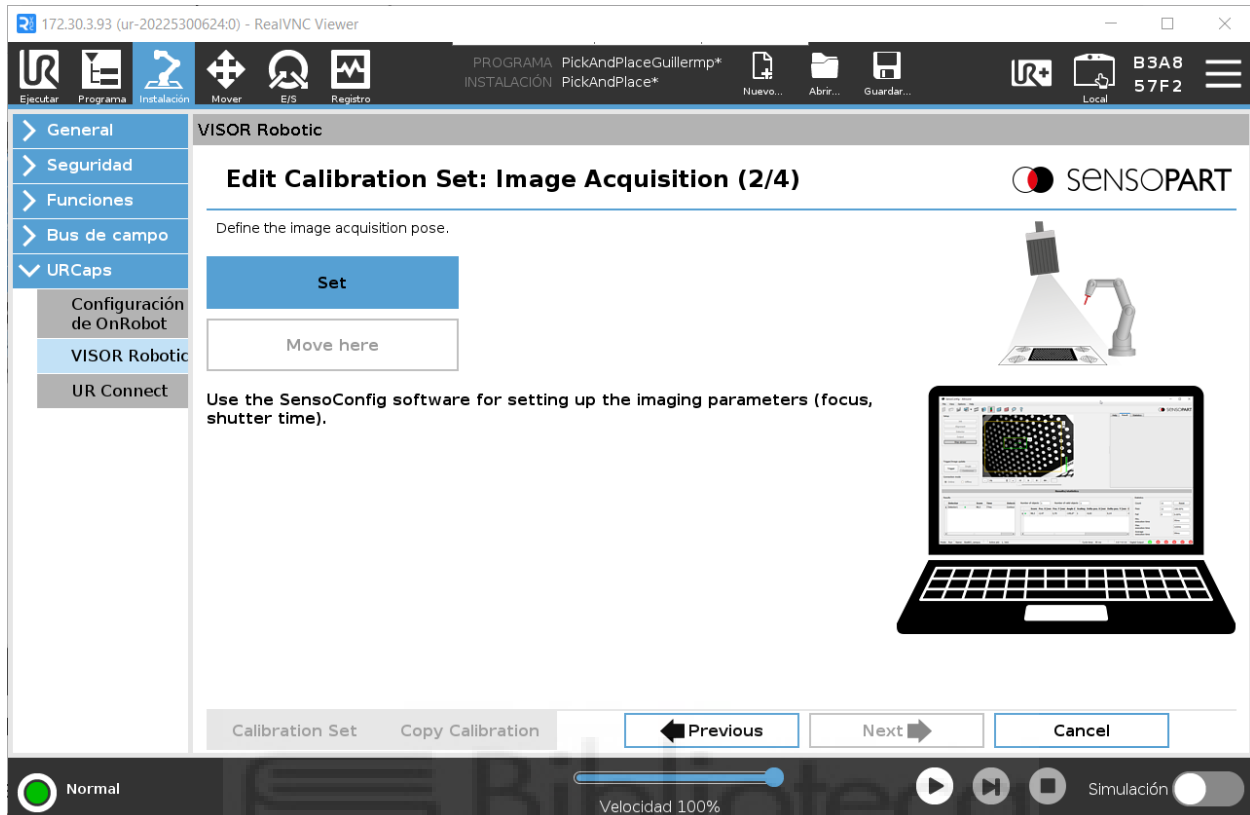 172.30.3.93 (ur-20225300624:0) - RealVNC Viewer
PROGRAMA PickAndPlaceGuillermp*
INSTALACIÓN PickAndPlace*
Ejecutar Programa Instalación Mover E/S Registro
Nuevo... Abrir... Guardar...
UR+
Local
B3A8
57F2
General
Seguridad
Funciones
Bus de campo
URCaps
Configuración
de OnRobot
VISOR Robotic
UR Connect
VISOR Robotic
Edit Calibration Set: Image Acquisition (2/4)
SENSOPART
Define the image acquisition pose.
Set
Move here
Use the SensoConfig software for setting up the imaging parameters (focus,
shutter time).
Calibration Set Copy Calibration Previous Next Cancel
Normal
Velocidad 100%
Simulación
Biblioteca